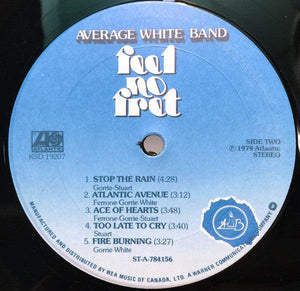 AVERAGE WHITE BAND
feel
no
fret
ATLANTIC
KSD 19207
SIDE TWO
℗ 1979 Atlantic
STEREO
1. STOP THE RAIN (4:28)
Gorrie-Stuart
2. ATLANTIC AVENUE (3:12)
Ferrone-Gorrie-White
3. ACE OF HEARTS (3:48)
Ferrone-Gorrie-Stuart
4. TOO LATE TO CRY (3:40)
Stuart
5. FIRE BURNING (3:27)
Gorrie-White
ST-A-784156
AWB
MANUFACTURED AND DISTRIBUTED BY WEA MUSIC OF CANADA, LTD. A WARNER COMMUNICATIONS COMPANY